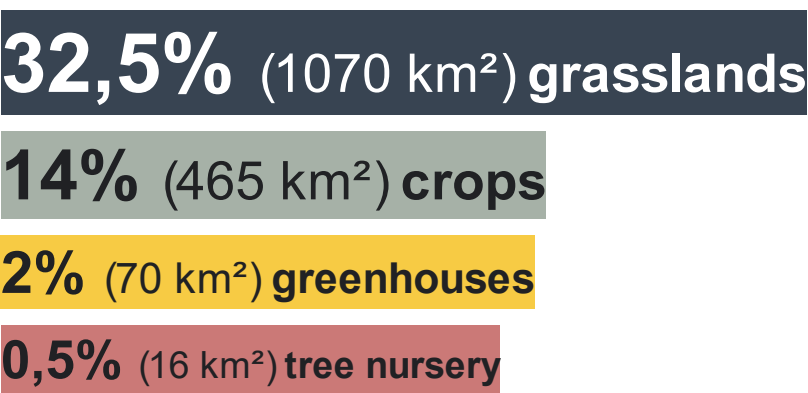 32,5% (1070 km²) grasslands
14% (465 km²) crops
2% (70 km²) greenhouses
0,5% (16 km²) tree nursery